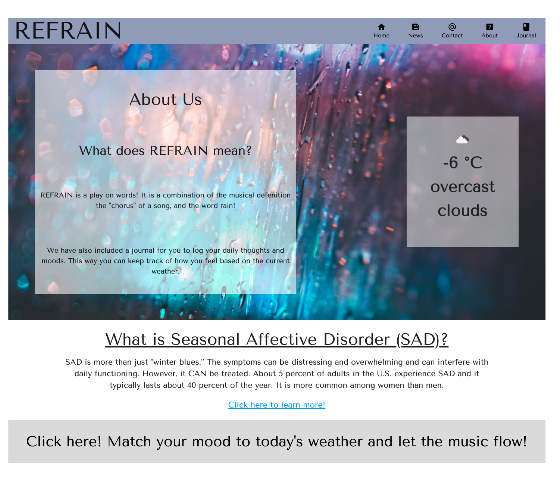 REFRAIN
Home
News
Contact
About
Journal
About Us
What does REFRAIN mean?
REFRAIN is a play on words! It is a combination of the musical defenition
the "chorus" of a song, and the word rain!
We have also included a journal for you to log your daily thoughts and
moods. This way you can keep track of how you feel based on the current
weather.
-6 °C
overcast
clouds
What is Seasonal Affective Disorder (SAD)?
SAD is more than just "winter blues." The symptoms can be distressing and overwhelming and can interfere with
daily functioning. However, it CAN be treated. About 5 percent of adults in the U.S. experience SAD and it
typically lasts about 40 percent of the year. It is more common among women than men.
Click here to learn more!
Click here! Match your mood to today's weather and let the music flow!